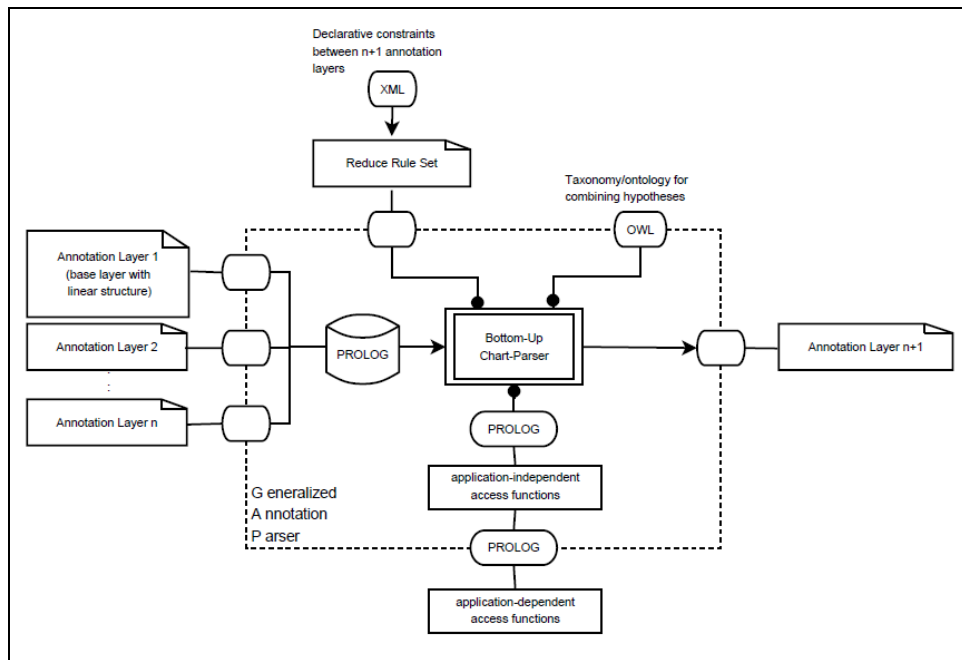 Declarative constraints
between n+1 annotation
layers
XML
Reduce Rule Set
Taxonomy/ontology for
combining hypotheses
OWL
Annotation Layer 1
(base layer with
linear structure)
Annotation Layer 2
:
:
Annotation Layer n
PROLOG
Bottom-Up
Chart-Parser
Annotation Layer n+1
PROLOG
application-independent
access functions
G eneralized
A nnotation
P arser
PROLOG
application-dependent
access functions